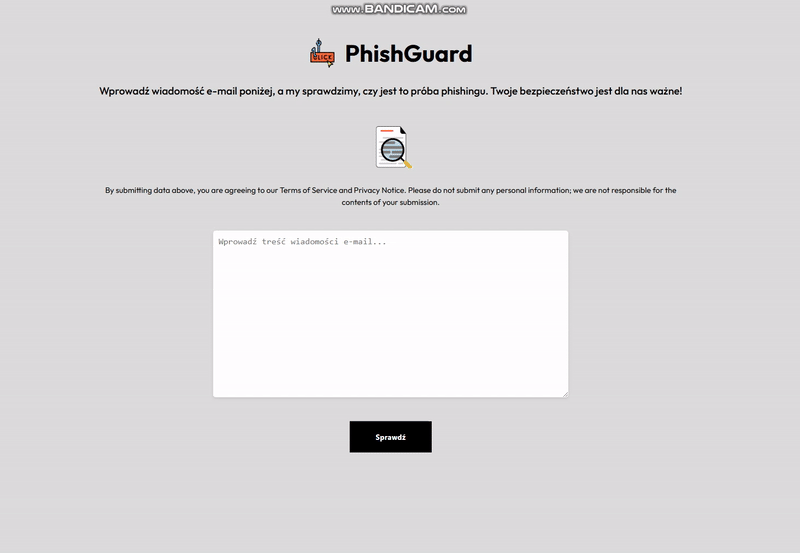 www.BANDICAM.com
PhishGuard
Wprowadź wiadomość e-mail poniżej, a my sprawdzimy, czy jest to próba phishingu. Twoje bezpieczeństwo jest dla nas ważne!
By submitting data above, you are agreeing to our Terms of Service and Privacy Notice. Please do not submit any personal information; we are not responsible for the
contents of your submission.
Wprowadź treść wiadomości e-mail...
Sprawdź